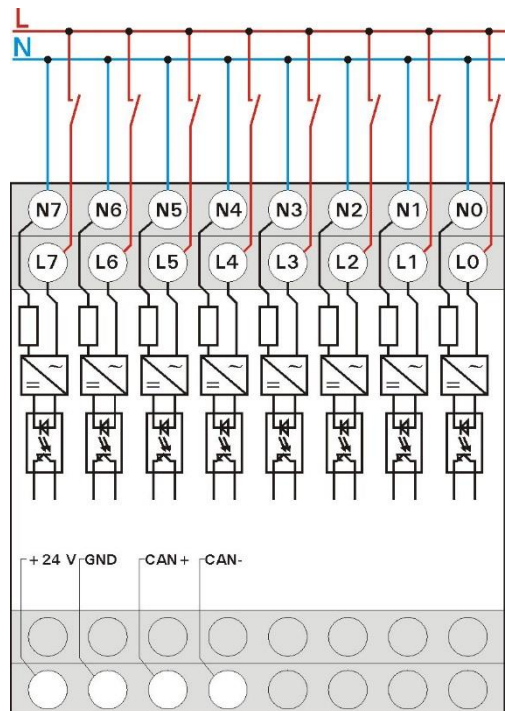 L
N
N7 N6 N5 N4 N3 N2 N1 N0
L7 L6 L5 L4 L3 L2 L1 L0
+ 24 V GND CAN + CAN-